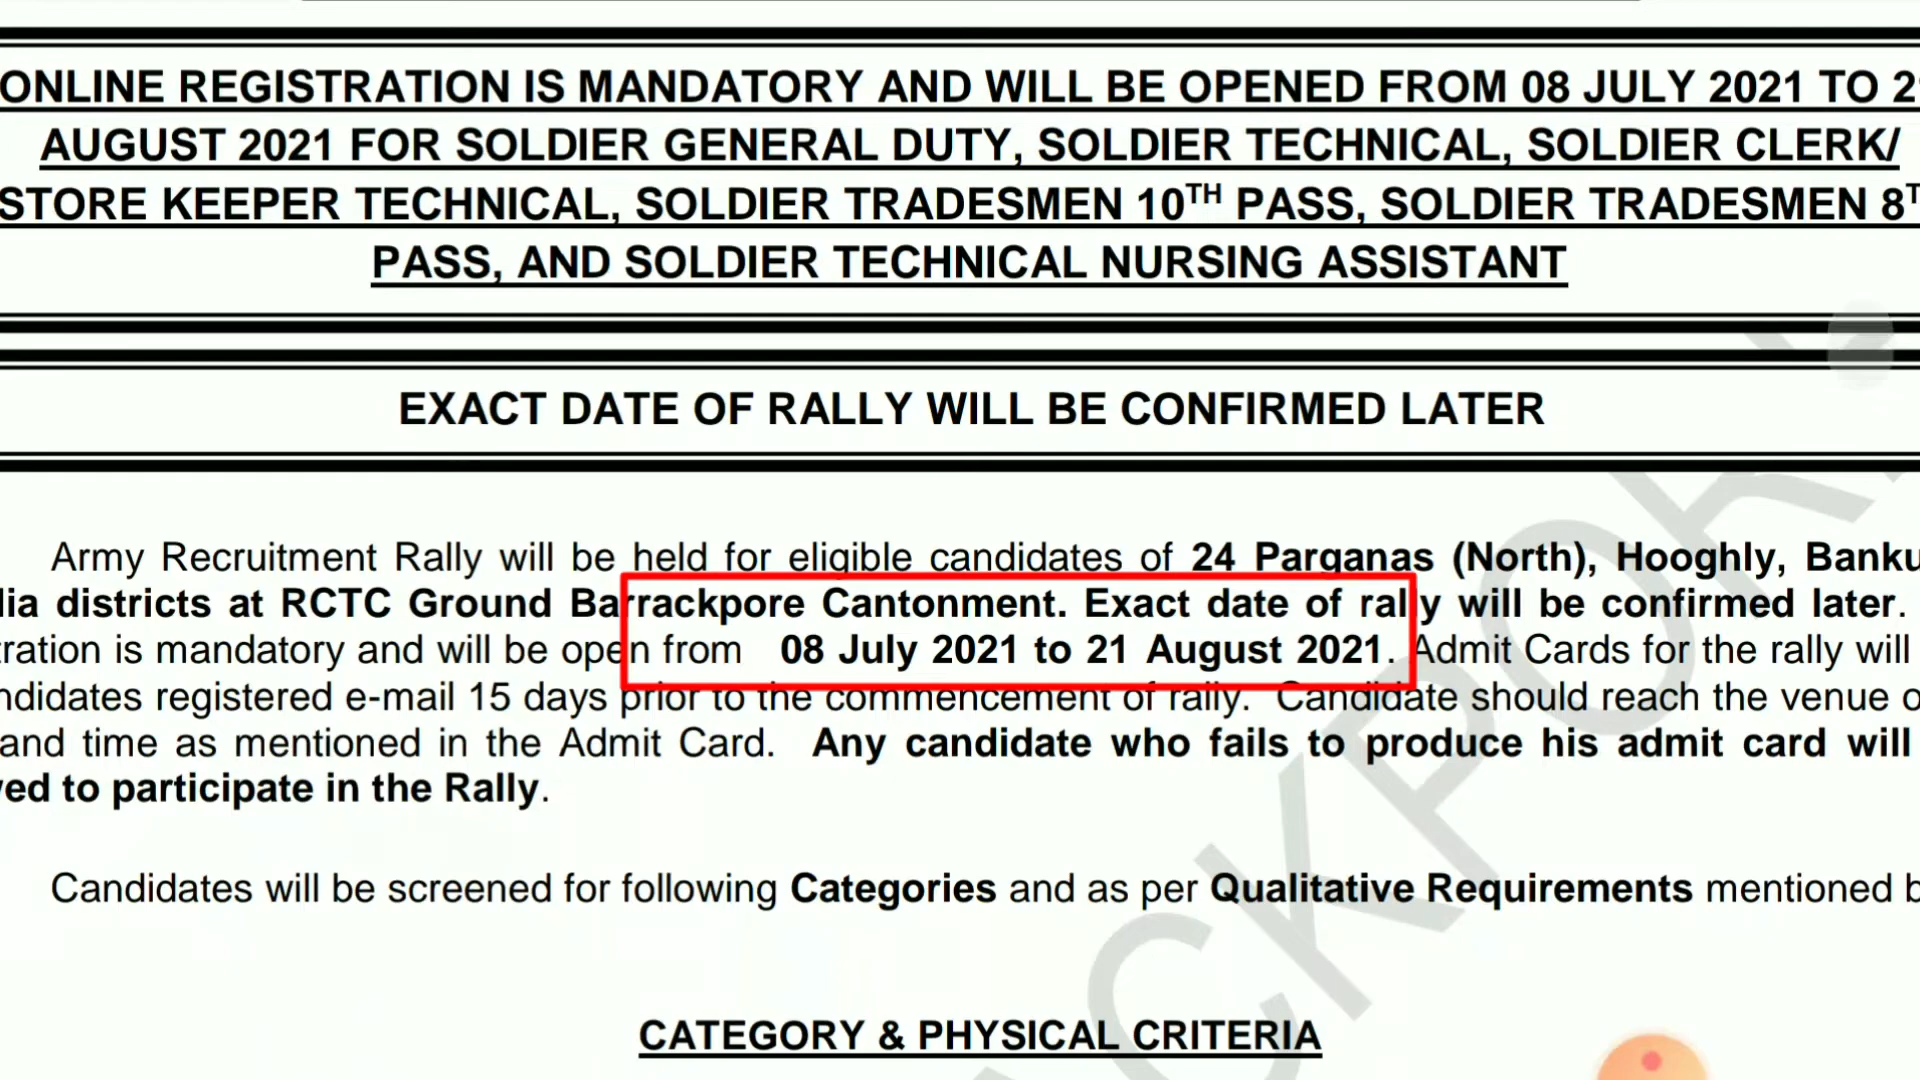 ONLINE REGISTRATION IS MANDATORY AND WILL BE OPENED FROM 08 JULY 2021 TO
AUGUST 2021 FOR SOLDIER GENERAL DUTY, SOLDIER TECHNICAL, SOLDIER CLERK/
STORE KEEPER TECHNICAL, SOLDIER TRADESMEN 10TH PASS, SOLDIER TRADESMEN
PASS, AND SOLDIER TECHNICAL NURSING ASSISTANT
EXACT DATE OF RALLY WILL BE CONFIRMED LATER
Army Recruitment Rally will be held for eligible candidates of 24 Parganas (North), Hooghly,
districts at RCTC Ground Barrackpore Cantonment. Exact date of rally will be confirmed later.
is mandatory and will be open from 08 July 2021 to 21 August 2021. Admit Cards for the rally will
registered e-mail 15 days prior to the commencement of rally. Candidate should reach the venue
and time as mentioned in the Admit Card. Any candidate who fails to produce his admit card will
to participate in the Rally.
Candidates will be screened for following Categories and as per Qualitative Requirements mentioned
CATEGORY & PHYSICAL CRITERIA